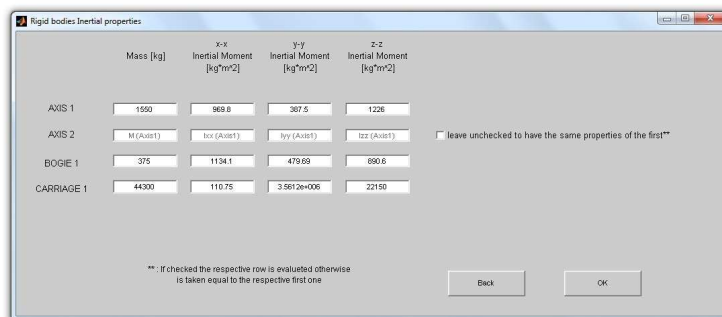 Rigid bodies Inertial properties
Mass [kg] x-x Inertial Moment [kg*m^2] y-y Inertial Moment [kg*m^2] z-z Inertial Moment [kg*m^2]
AXIS 1 1550 969.8 387.5 1226
AXIS 2 M (Axis1) Ixx (Axis1) Iyy (Axis1) Izz (Axis1) leave unchecked to have the same properties of the first**
BOGIE 1 375 1134.1 479.69 890.6
CARRIAGE 1 44300 110.75 3.5612e+006 22150
** : If checked the respective row is evalueted otherwise
is taken equal to the respective first one
Back OK